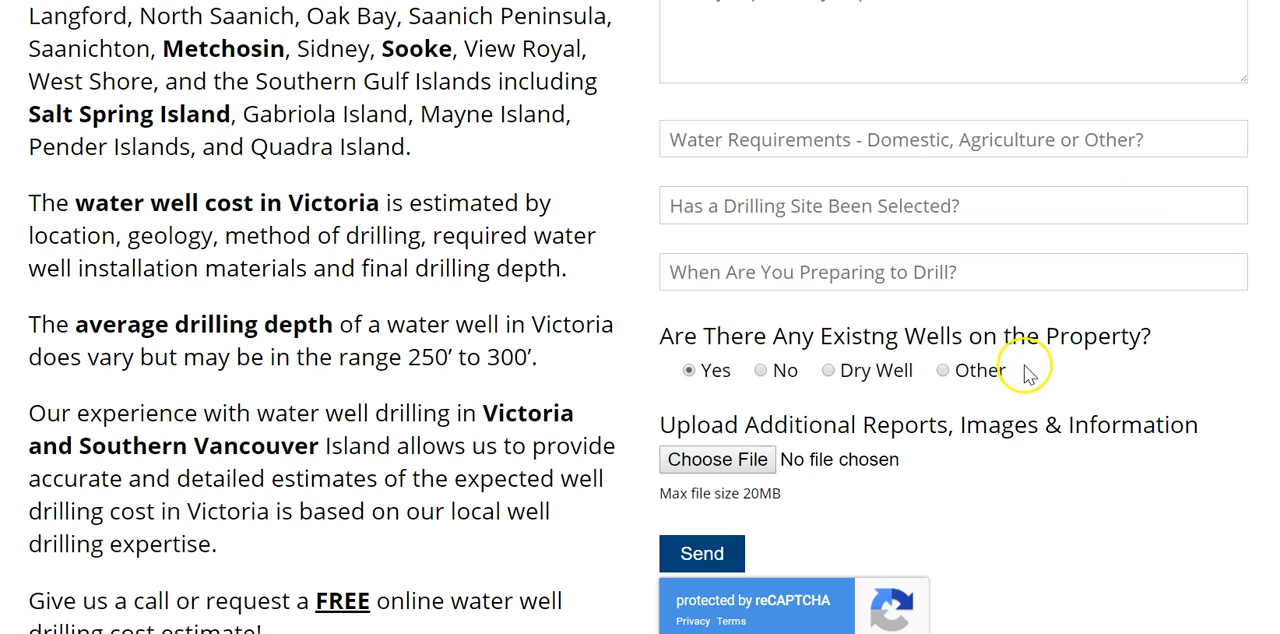 Langford, North Saanich, Oak Bay, Saanich Peninsula,
Saanichton, Metchosin, Sidney, Sooke, View Royal,
West Shore, and the Southern Gulf Islands including
Salt Spring Island, Gabriola Island, Mayne Island,
Pender Islands, and Quadra Island.
The water well cost in Victoria is estimated by
location, geology, method of drilling, required water
well installation materials and final drilling depth.
The average drilling depth of a water well in Victoria
does vary but may be in the range 250’ to 300’.
Our experience with water well drilling in Victoria
and Southern Vancouver Island allows us to provide
accurate and detailed estimates of the expected well
drilling cost in Victoria is based on our local well
drilling expertise.
Give us a call or request a FREE online water well
drilling cost estimate!
Water Requirements - Domestic, Agriculture or Other?
Has a Drilling Site Been Selected?
When Are You Preparing to Drill?
Are There Any Existng Wells on the Property?
Yes No Dry Well Other
Upload Additional Reports, Images & Information
Choose File No file chosen
Max file size 20MB
Send
protected by reCAPTCHA
Privacy Terms